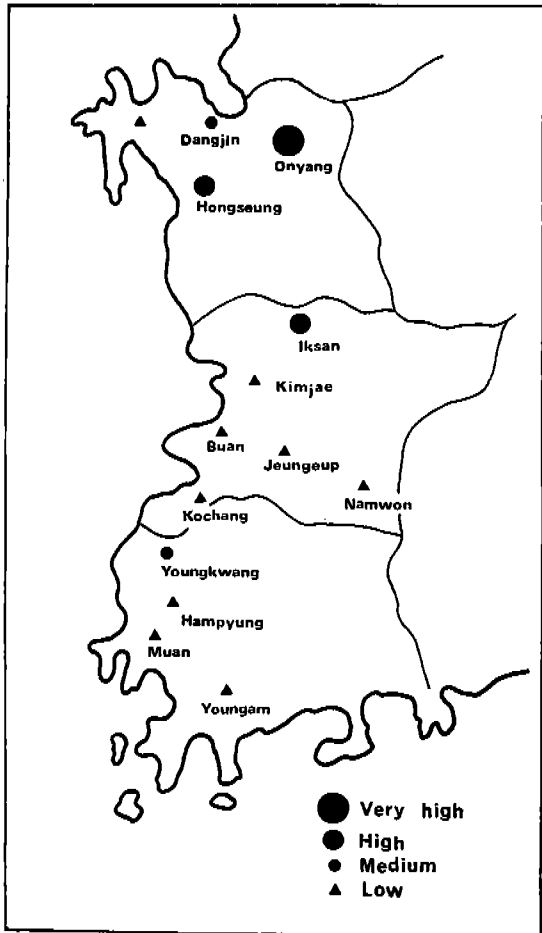 Dangjin
Onyang
Hongseung
Iksan
Kimjae
Buan
Jeungeup
Namwon
Kochang
Youngkwang
Hampyung
Muan
Youngam
Very high
High
Medium
Low